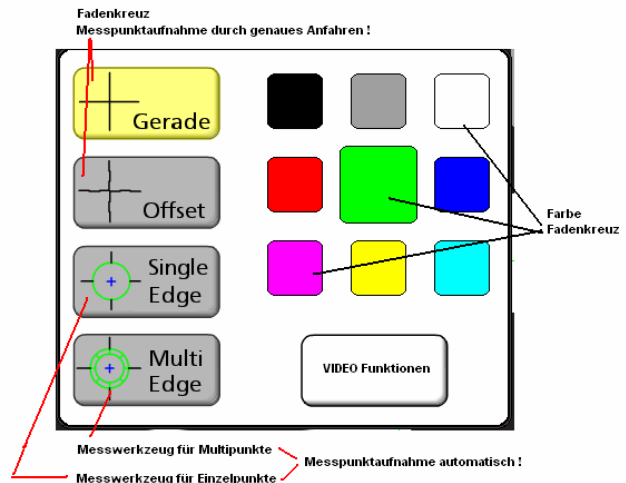 Fadenkreuz
Messpunktaufnahme durch genaues Anfahren !
Gerade
Offset
Single
Edge
Multi
Edge
Farbe
Fadenkreuz
VIDEO Funktionen
Messwerkzeug für Multipunkte
Messpunktaufnahme automatisch !
Messwerkzeug für Einzelpunkte